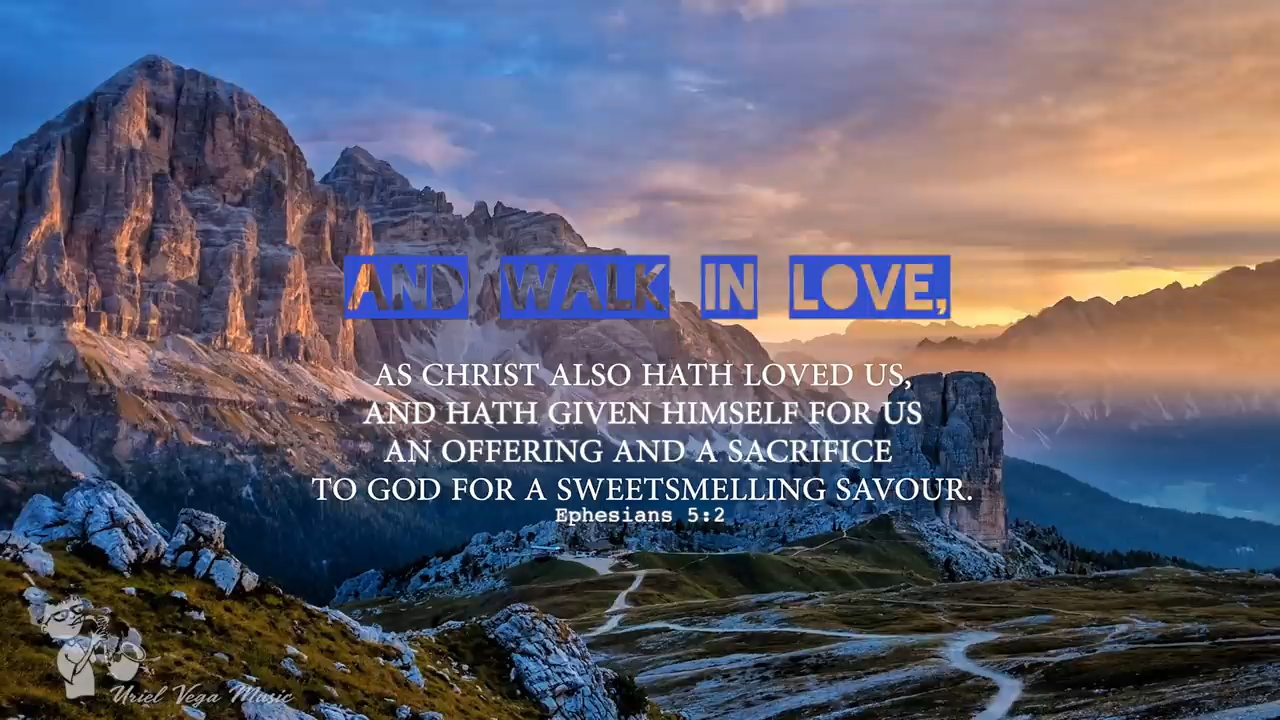 AND WALK IN LOVE,
AS CHRIST ALSO HATH LOVED US,
AND HATH GIVEN HIMSELF FOR US
AN OFFERING AND A SACRIFICE
TO GOD FOR A SWEETSMELLING SAVOUR.
Ephesians 5:2
Uriel Vega Music